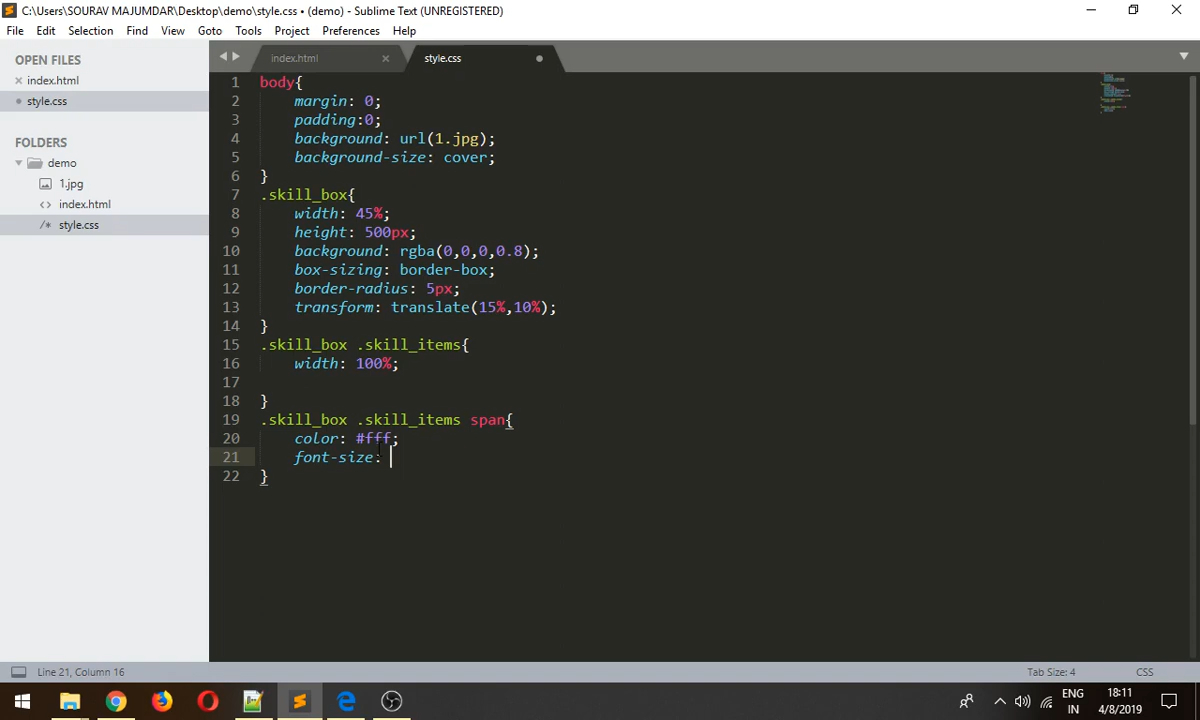 C:\Users\SOURAV MAJUMDAR\Desktop\demo\style.css • (demo) - Sublime Text (UNREGISTERED)
File Edit Selection Find View Goto Tools Project Preferences Help
OPEN FILES
index.html
style.css
FOLDERS
demo
1.jpg
index.html
style.css
index.html
style.css
1 body{
2 margin: 0;
3 padding:0;
4 background: url(1.jpg);
5 background-size: cover;
6 }
7 .skill_box{
8 width: 45%;
9 height: 500px;
10 background: rgba(0,0,0,0.8);
11 box-sizing: border-box;
12 border-radius: 5px;
13 transform: translate(15%,10%);
14 }
15 .skill_box .skill_items{
16 width: 100%;
17
18 }
19 .skill_box .skill_items span{
20 color: #fff;
21 font-size:
22 }
Line 21, Column 16
Tab Size: 4
CSS
ENG
IN
18:11
4/8/2019